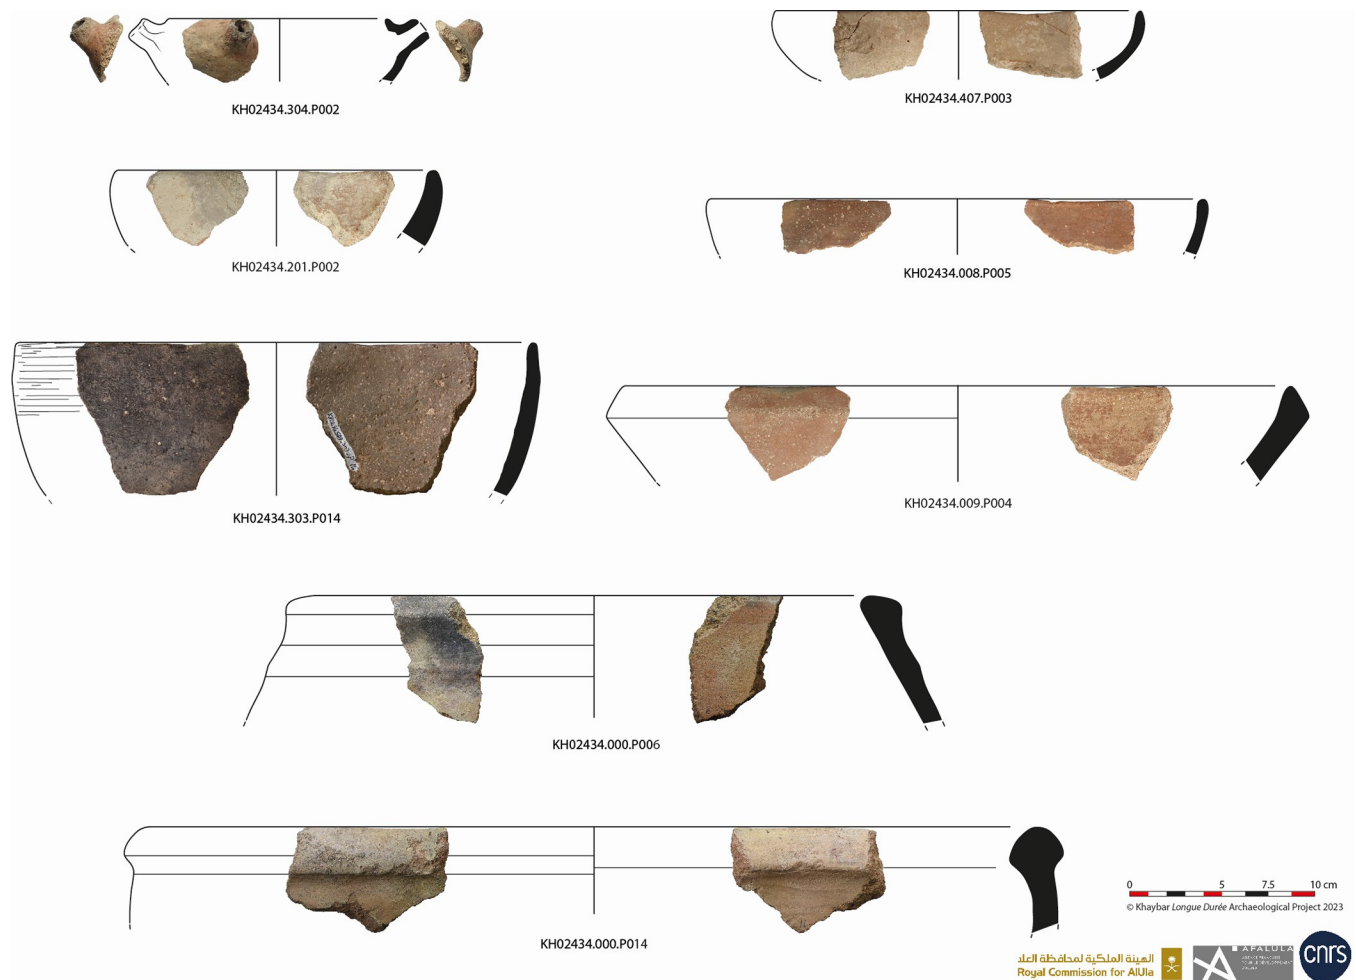 KH02434.304.P002
KH02434.407.P003
KH02434.201.P002
KH02434.008.P005
KH02434.303.P014
KH02434.009.P004
KH02434.000.P006
KH02434.000.P014
0 5 7.5 10 cm
© Khaybar Longue Durée Archaeological Project 2023
الهيئة الملكية لمحافظة العلا
Royal Commission for AlUla
AFALULA
cnrs